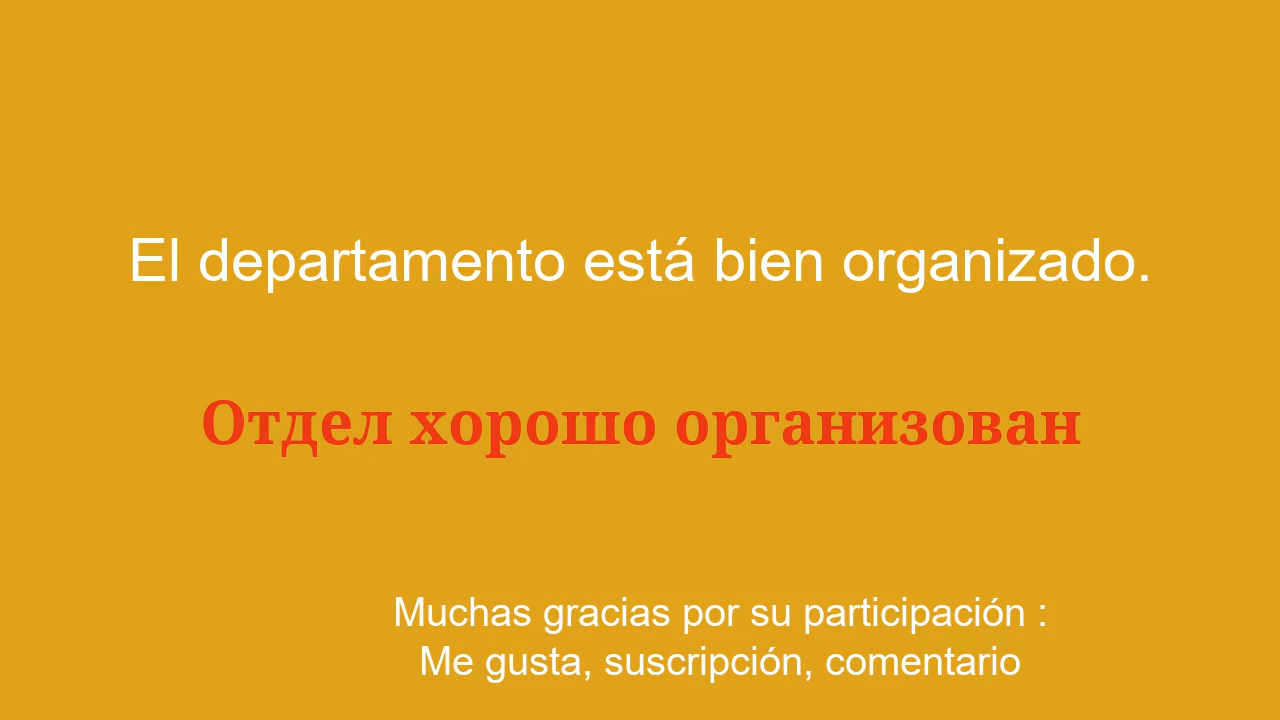 El departamento está bien organizado.
Отдел хорошо организован
Muchas gracias por su participación :
Me gusta, suscripción, comentario